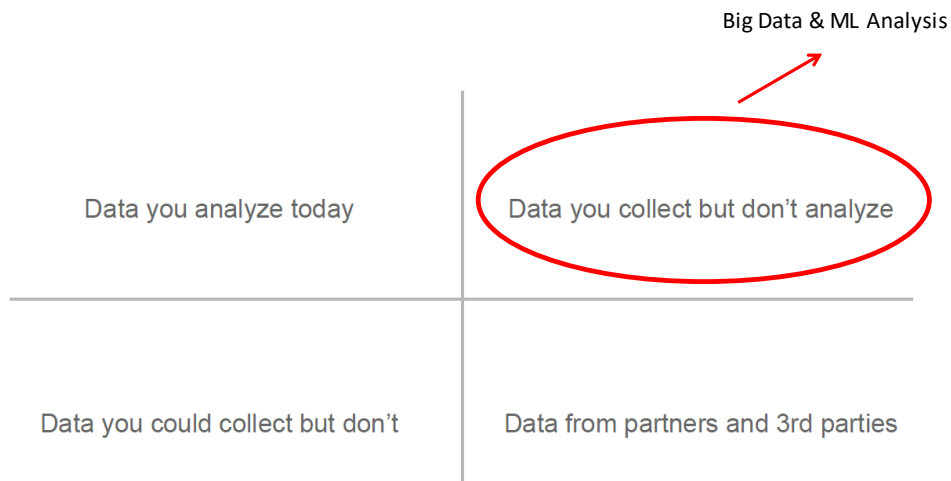 Big Data & ML Analysis
Data you analyze today
Data you collect but don’t analyze
Data you could collect but don’t
Data from partners and 3rd parties